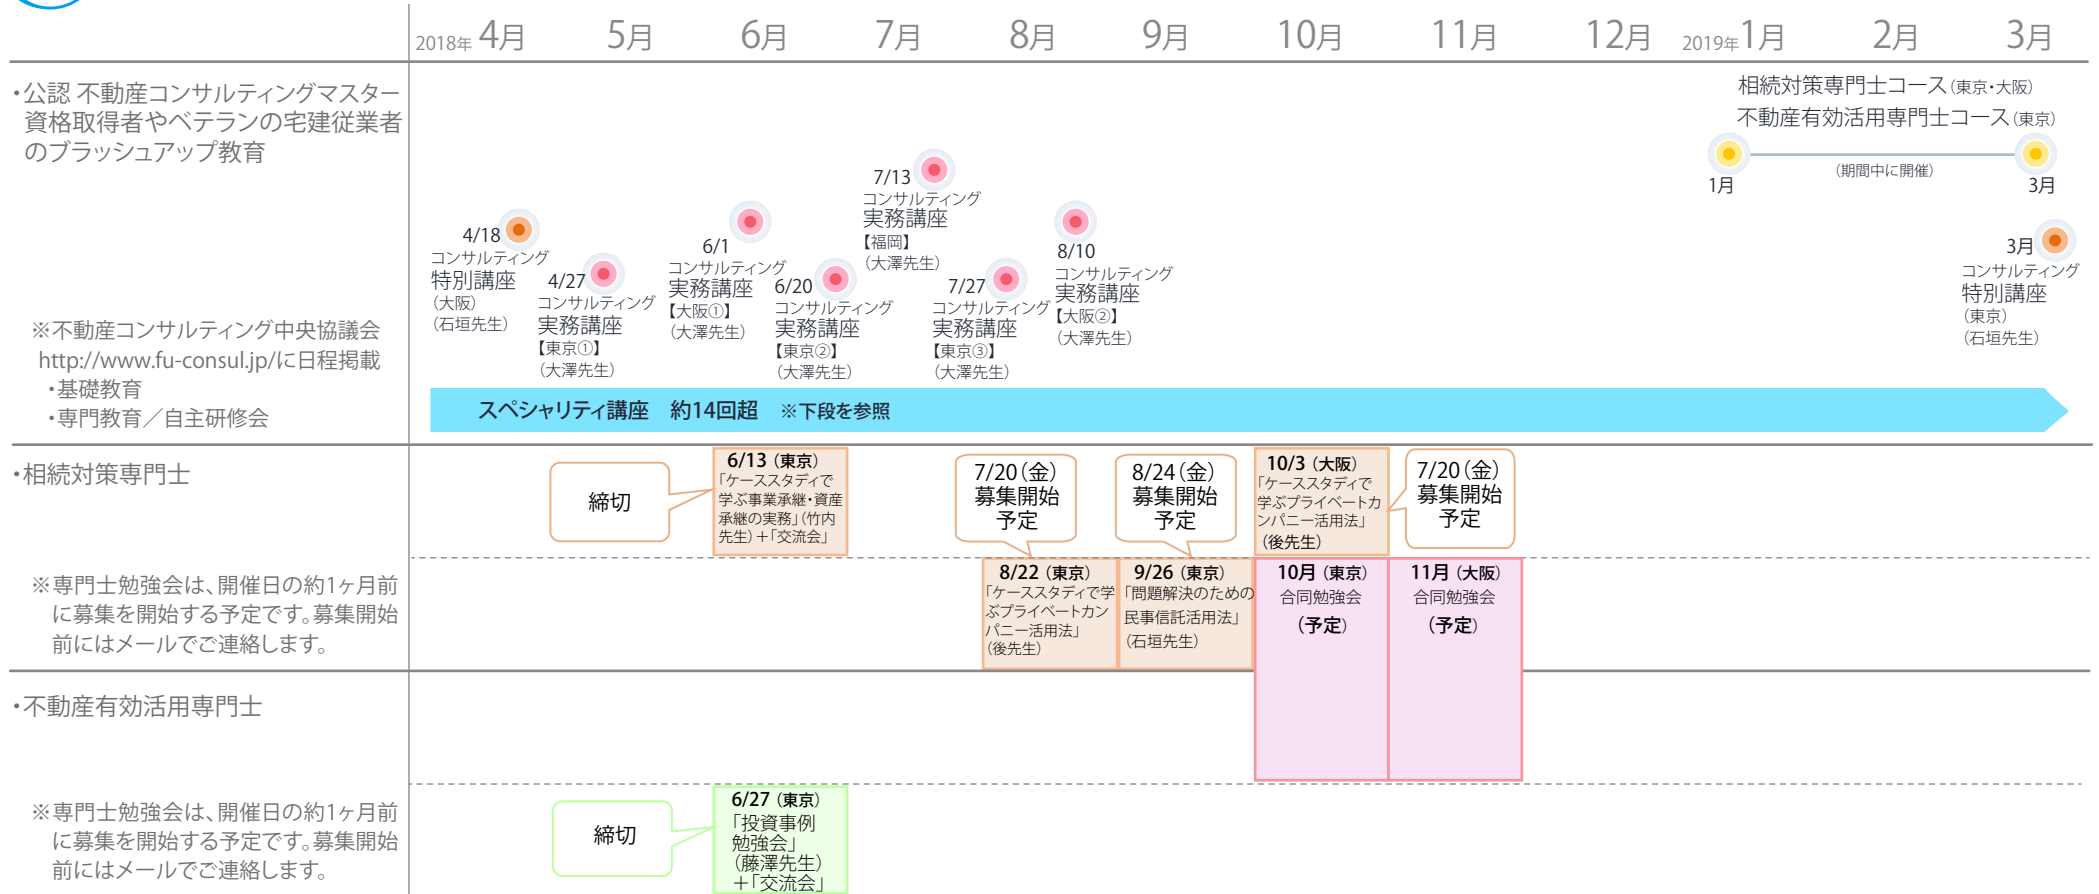 2018年 4月 5月 6月 7月 8月 9月 10月 11月 12月 2019年 1月 2月 3月
・公認 不動産コンサルティングマスター
資格取得者やベテランの宅建従業者
のブラッシュアップ教育
※不動産コンサルティング中央協議会
http://www.fu-consul.jp/に日程掲載
・基礎教育
・専門教育／自主研修会
4/18
コンサルティング
特別講座
(大阪)
(石垣先生)
4/27
コンサルティング
実務講座
【東京①】
(大澤先生)
6/1
コンサルティング
実務講座
【大阪①】
(大澤先生)
6/20
コンサルティング
実務講座
【東京②】
(大澤先生)
7/13
コンサルティング
実務講座
【福岡】
(大澤先生)
7/27
コンサルティング
実務講座
【東京③】
(大澤先生)
8/10
コンサルティング
実務講座
【大阪②】
(大澤先生)
相続対策専門士コース(東京・大阪)
不動産有効活用専門士コース(東京)
(期間中に開催)
1月
3月
3月
コンサルティング
特別講座
(東京)
(石垣先生)
スペシャリティ講座　約14回超　※下段を参照
・相続対策専門士
※専門士勉強会は、開催日の約1ヶ月前
に募集を開始する予定です。募集開始
前にはメールでご連絡します。
締切
6/13 (東京)
「ケーススタディで
学ぶ事業承継・資産
承継の実務」(竹内
先生)＋「交流会」
7/20(金)
募集開始
予定
8/24(金)
募集開始
予定
10/3 (大阪)
「ケーススタディで
学ぶプライベートカ
ンパニー活用法」
(後先生)
7/20(金)
募集開始
予定
8/22 (東京)
「ケーススタディで学
ぶプライベートカン
パニー活用法」
(後先生)
9/26 (東京)
「問題解決のための
民事信託活用法」
(石垣先生)
10月 (東京)
合同勉強会
(予定)
11月 (大阪)
合同勉強会
(予定)
・不動産有効活用専門士
※専門士勉強会は、開催日の約1ヶ月前
に募集を開始する予定です。募集開始
前にはメールでご連絡します。
締切
6/27 (東京)
「投資事例
勉強会」
(藤澤先生)
＋「交流会」